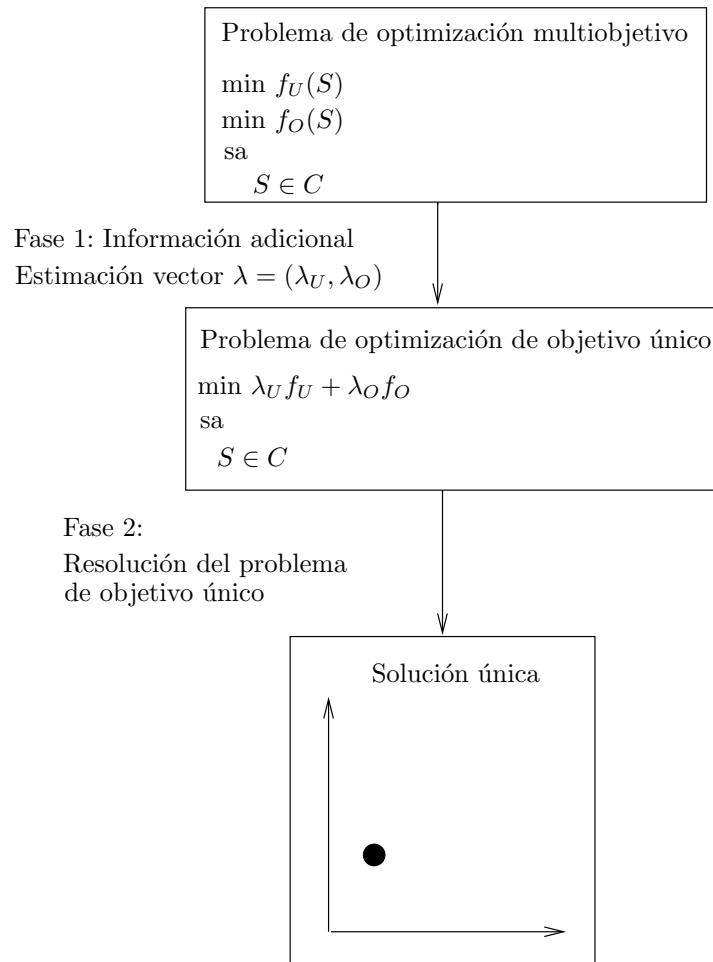 Problema de optimización multiobjetivo
min f_U(S)
min f_O(S)
sa
S ∈ C
Fase 1: Información adicional
Estimación vector λ = (λ_U, λ_O)
Problema de optimización de objetivo único
min λ_U f_U + λ_O f_O
sa
S ∈ C
Fase 2:
Resolución del problema
de objetivo único
Solución única